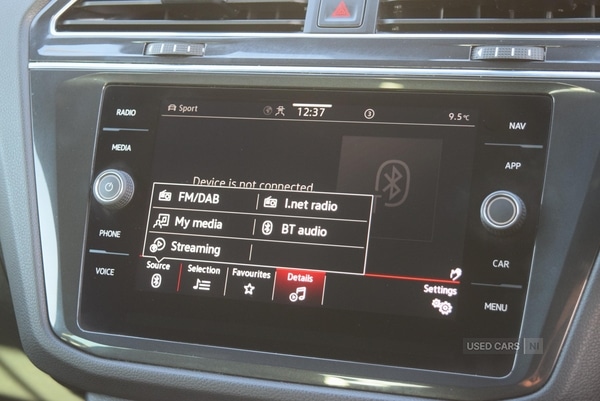 RADIO
MEDIA
PHONE
VOICE
Sport
12:37
3
9.5°C
Device is not connected
FM/DAB
I.net radio
My media
BT audio
Streaming
Source
Selection
Favourites
Details
Settings
NAV
APP
CAR
MENU
USED CARS NI